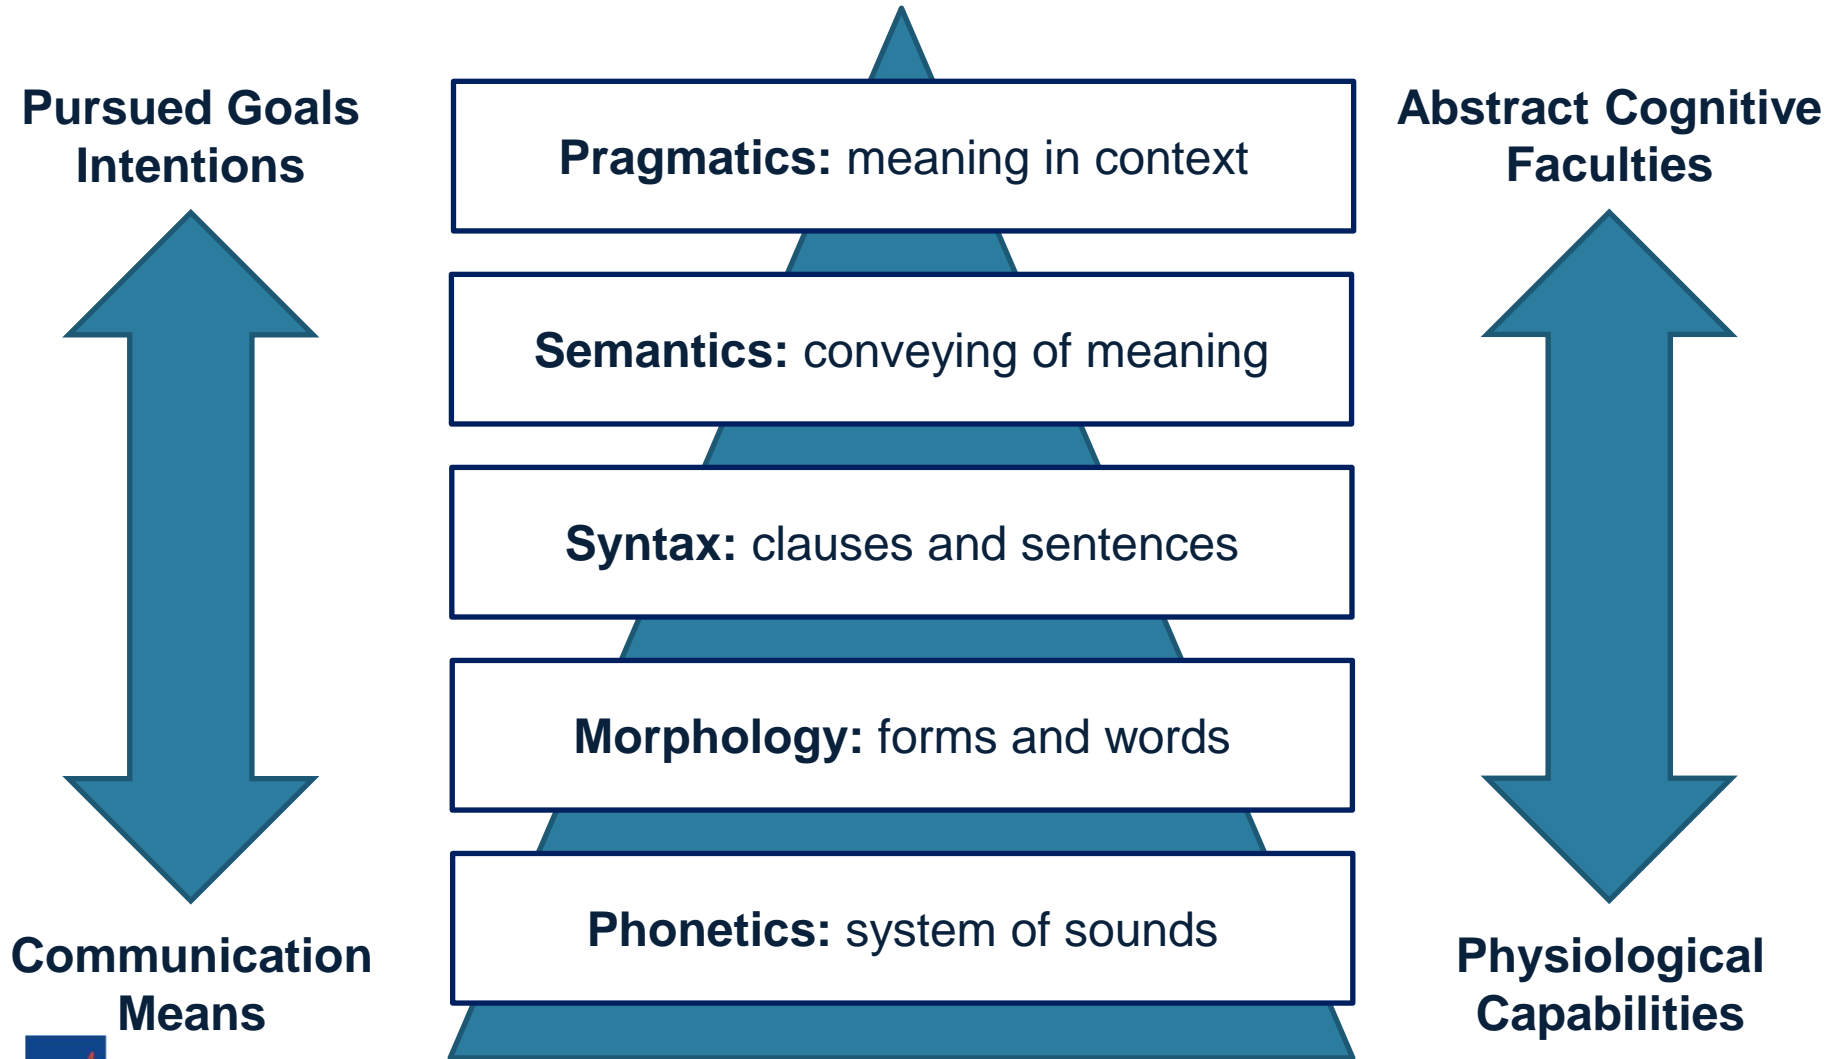 Pursued Goals
Intentions
Abstract Cognitive
Faculties
Pragmatics: meaning in context
Semantics: conveying of meaning
Syntax: clauses and sentences
Morphology: forms and words
Phonetics: system of sounds
Communication
Means
Physiological
Capabilities